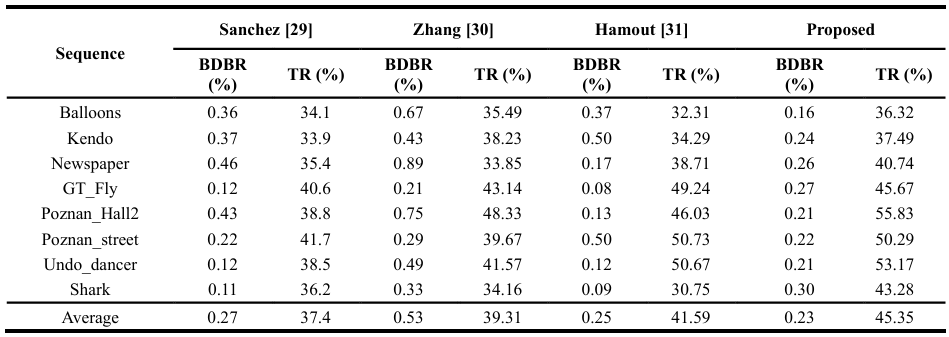 Sequence Sanchez [29] Zhang [30] Hamout [31] Proposed
BDBR (%) TR (%) BDBR (%) TR (%) BDBR (%) TR (%) BDBR (%) TR (%)
Balloons 0.36 34.1 0.67 35.49 0.37 32.31 0.16 36.32
Kendo 0.37 33.9 0.43 38.23 0.50 34.29 0.24 37.49
Newspaper 0.46 35.4 0.89 33.85 0.17 38.71 0.26 40.74
GT_Fly 0.12 40.6 0.21 43.14 0.08 49.24 0.27 45.67
Poznan_Hall2 0.43 38.8 0.75 48.33 0.13 46.03 0.21 55.83
Poznan_street 0.22 41.7 0.29 39.67 0.50 50.73 0.22 50.29
Undo_dancer 0.12 38.5 0.49 41.57 0.12 50.67 0.21 53.17
Shark 0.11 36.2 0.33 34.16 0.09 30.75 0.30 43.28
Average 0.27 37.4 0.53 39.31 0.25 41.59 0.23 45.35